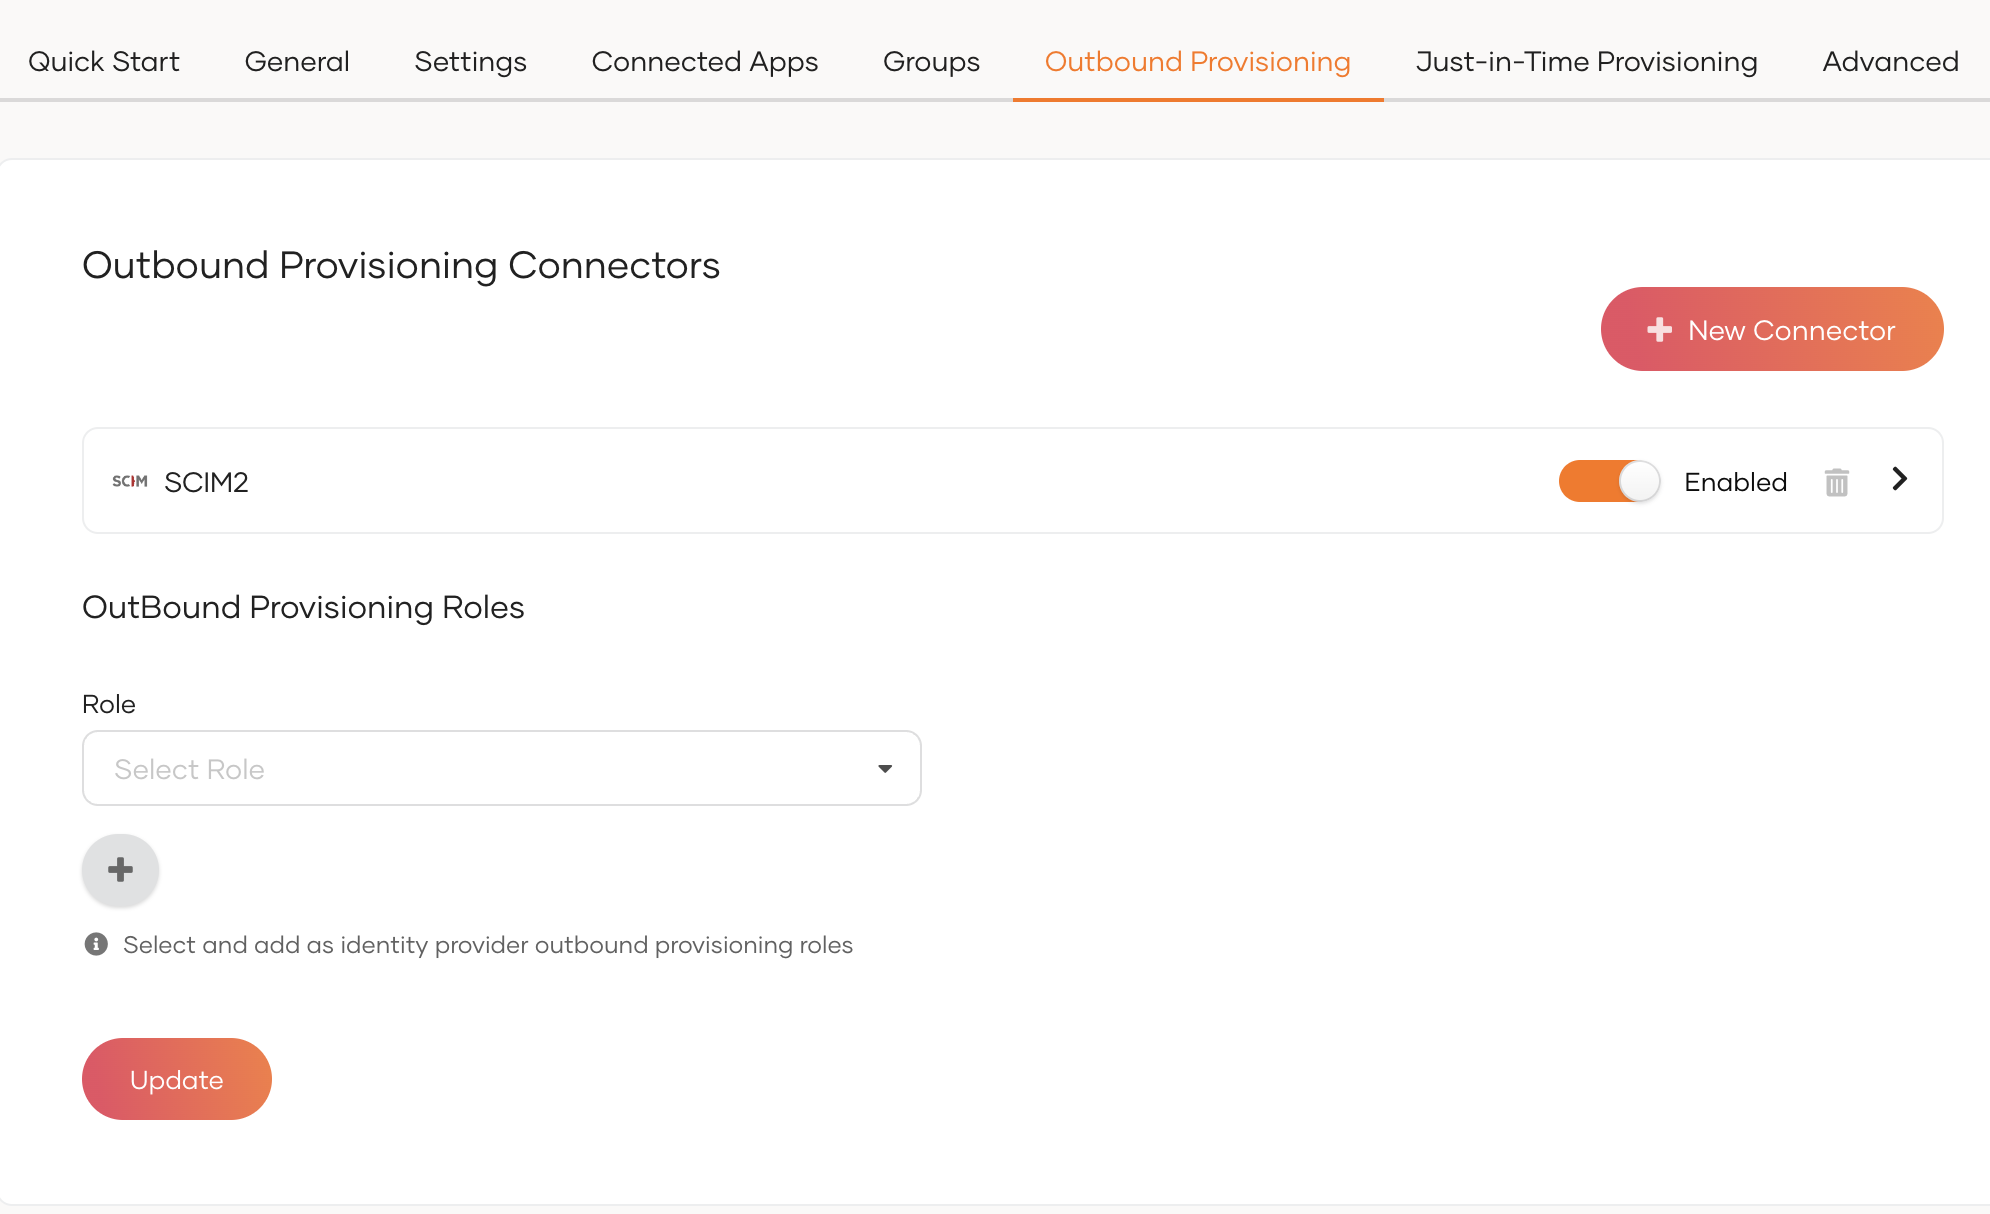 Quick Start General Settings Connected Apps Groups Outbound Provisioning Just-in-Time Provisioning Advanced
Outbound Provisioning Connectors
New Connector
SCIM SCIM2 Enabled
OutBound Provisioning Roles
Role
Select Role
Select and add as identity provider outbound provisioning roles
Update